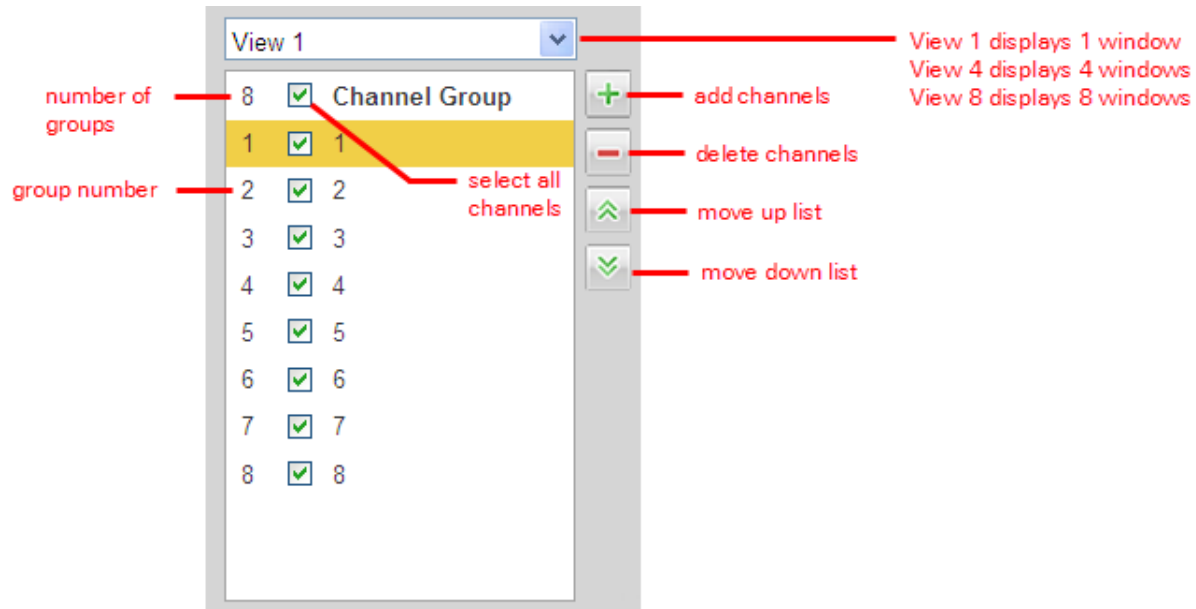 View 1
View 1 displays 1 window
View 4 displays 4 windows
View 8 displays 8 windows
number of
groups
8 Channel Group
add channels
1 1
delete channels
group number
2 2
select all
channels
move up list
3 3
4 4
move down list
5 5
6 6
7 7
8 8